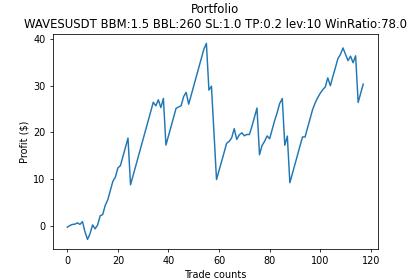 Portfolio
WAVESUSDT BBM:1.5 BBL:260 SL:1.0 TP:0.2 lev:10 WinRatio:78.0
40
30
20
10
0
Profit ($)
0 20 40 60 80 100 120
Trade counts